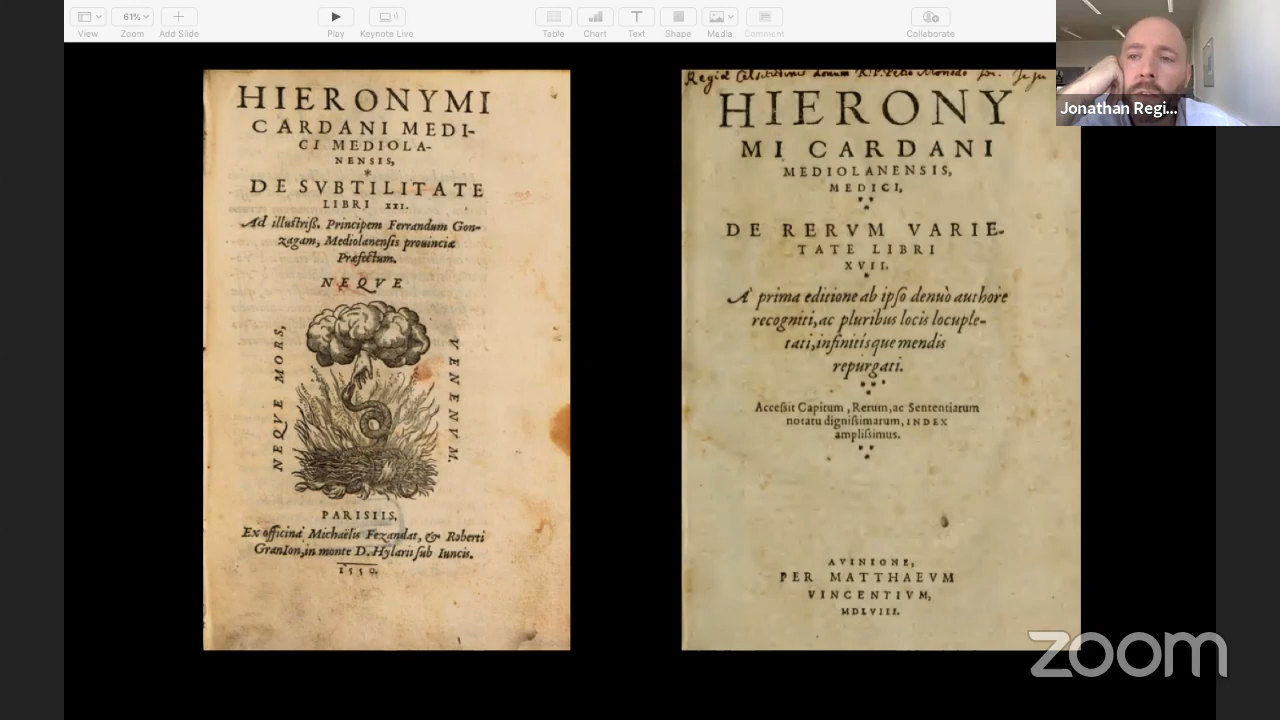 View
61%
Zoom
Add Slide
Play
Keynote Live
Table
Chart
Text
Shape
Media
Comment
Collaborate
Jonathan Regi...
HIERONYMI
CARDANI MEDI-
CI MEDIOLA-
NENSIS,
*
DE SVBTILITATE
LIBRI XXI.
Ad illustriß. Principem Ferrandum Gon-
zagam, Mediolanensis prouinciæ
Præfectum.
NEQVE
NEQVE MORS,
VENENVM.
PARISIIS,
Ex officina Michaëlis Fezandat, & Roberti
GranIon, in monte D. Hylarii sub Iuncis.
1550.
HIERONY
MI CARDANI
MEDIOLANENSIS,
MEDICI,
DE RERVM VARIE-
TATE LIBRI
XVII.
A prima editione ab ipso denuò authore
recogniti, ac pluribus locis locuple-
tati, infinitisque mendis
repurgati.
Accessit Capitum, Rerum, ac Sententiarum
notatu dignissimarum, INDEX
amplissimus.
AVINIONE,
PER MATTHAEVM
VINCENTIVM,
MDLVIII.
zoom